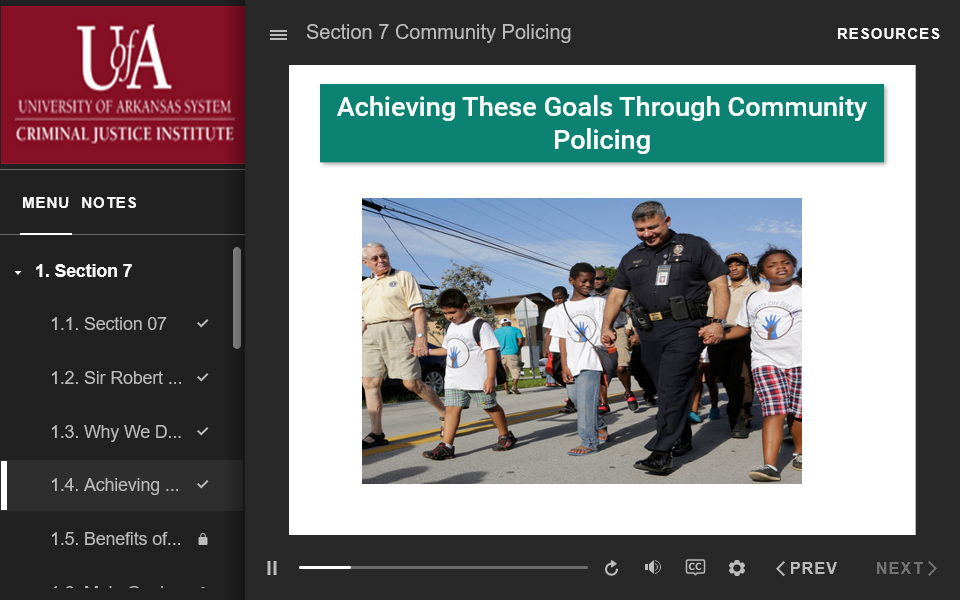 UofA
UNIVERSITY OF ARKANSAS SYSTEM
CRIMINAL JUSTICE INSTITUTE
MENU NOTES
1. Section 7
1.1. Section 07
1.2. Sir Robert ...
1.3. Why We D...
1.4. Achieving ...
1.5. Benefits of...
Section 7 Community Policing
RESOURCES
Achieving These Goals Through Community
Policing
CC
PREV
NEXT